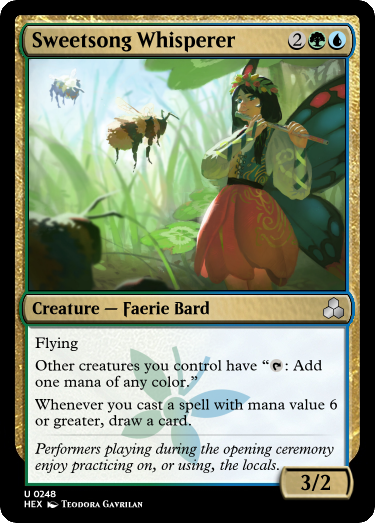 Sweetsong Whisperer 2
Creature — Faerie Bard
Flying
Other creatures you control have “: Add
one mana of any color.”
Whenever you cast a spell with mana value 6
or greater, draw a card.
Performers playing during the opening ceremony
enjoy practicing on, or using, the locals.
3/2
U 0248
HEX Teodora Gavrilan